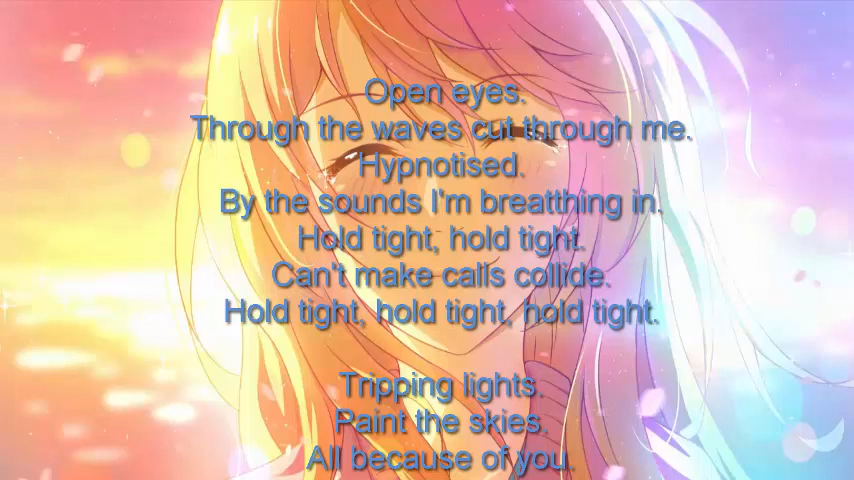 Open eyes.
Through the waves cut through me.
Hypnotised.
By the sounds I'm breatthing in.
Hold tight, hold tight.
Can't make calls collide.
Hold tight, hold tight, hold tight.
Tripping lights.
Paint the skies.
All because of you.